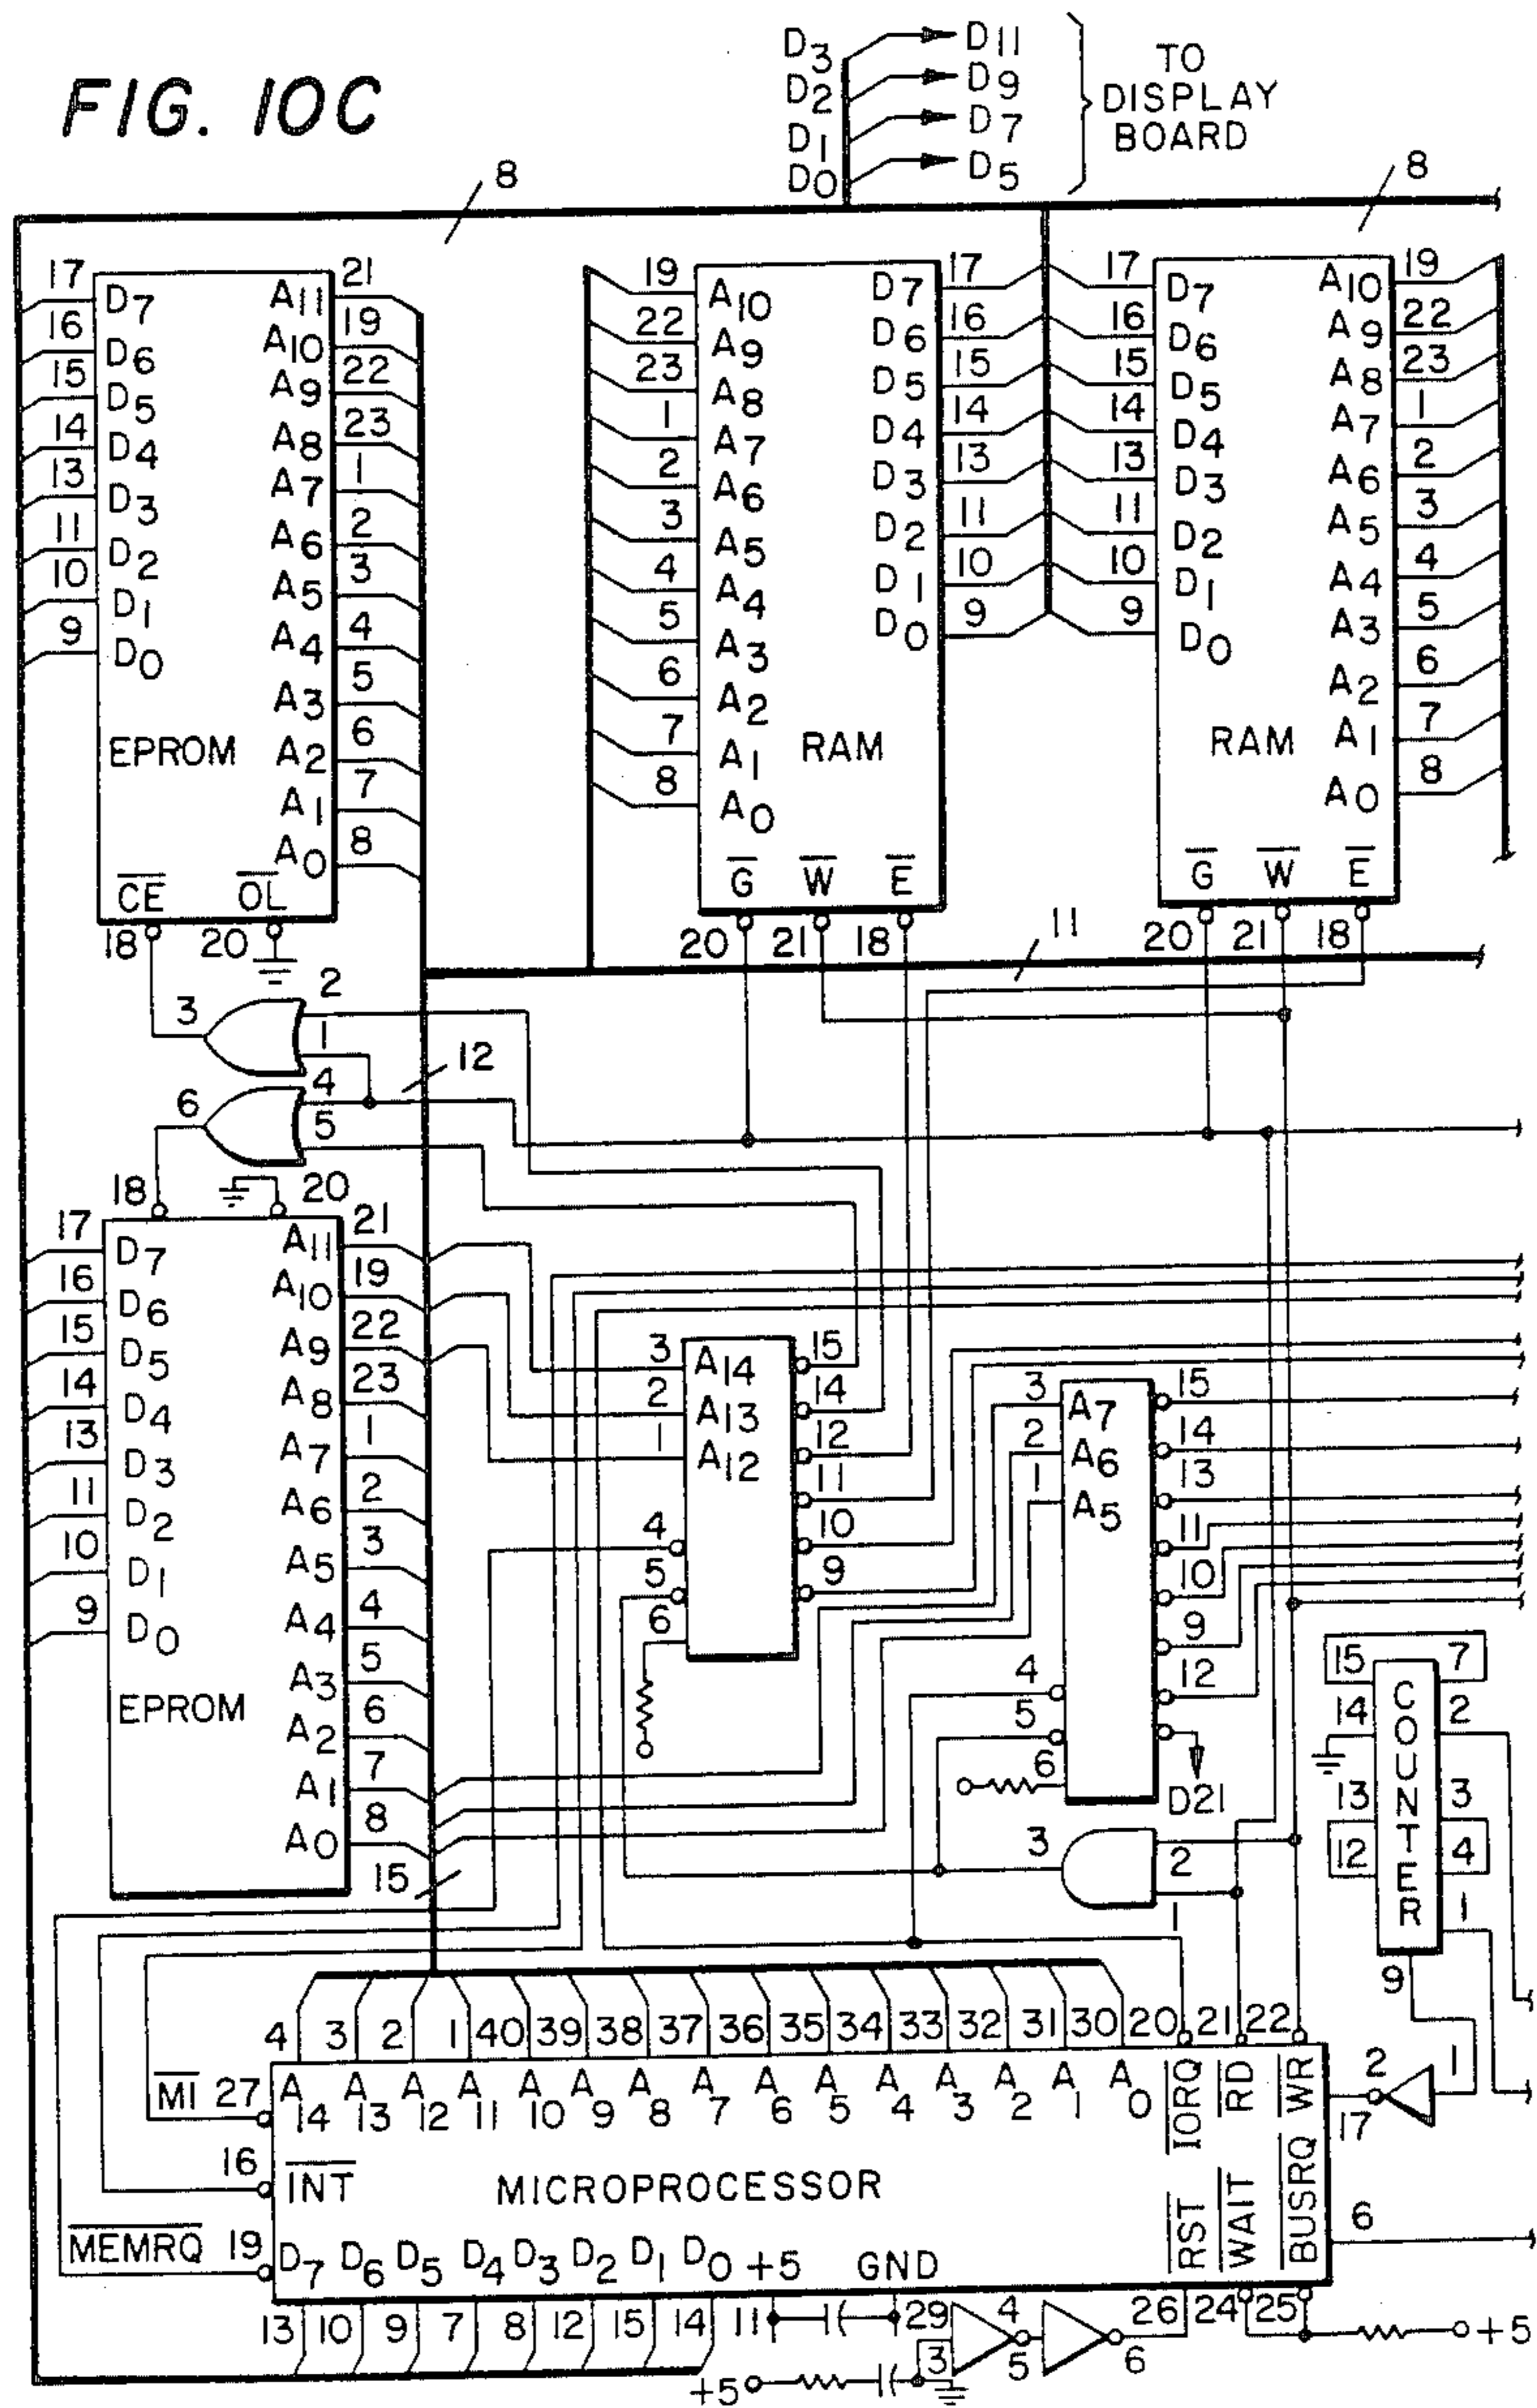 FIG. 10C
D3 D11
D2 D9
D1 D7
D0 D5
TO
DISPLAY
BOARD
8
8
17 D7 A11 21
16 D6 A10 19
15 D5 A9 22
14 D4 A8 23
13 D3 A7 1
11 D2 A6 2
10 D1 A5 3
9 D0 A4 4
A3 5
EPROM A2 6
A1 7
A0 8
CE OL
18 20
19 A10 D7 17
22 A9 D6 16
23 A8 D5 15
1 A7 D4 14
2 A6 D3 13
3 A5 D2 11
4 A4 D1 10
5 A3 D0 9
6 A2
7 A1 RAM
8 A0
G W E
20 21 18
17 D7 A10 19
16 D6 A9 22
15 D5 A8 23
14 D4 A7 1
13 D3 A6 2
11 D2 A5 3
10 D1 A4 4
9 D0 A3 5
A2 6
RAM A1 7
A0 8
G W E
20 21 18
11
3 2
1
12
6 4
5
18 20
17 D7 A11 21
16 D6 A10 19
15 D5 A9 22
14 D4 A8 23
13 D3 A7 1
11 D2 A6 2
10 D1 A5 3
9 D0 A4 4
A3 5
EPROM A2 6
A1 7
A0 8
15
3 A14 15
2 A13 14
1 A12 12
11
4 10
5 9
6
3 A7 15
2 A6 14
1 A5 13
11
10
9
4 12
5
6
D21
3 2
1
15 7
14 2
13 3
12 4
1
COUNTER
9
4 3 2 1 40 39 38 37 36 35 34 33 32 31 30 20 21 22
MI 27
A14 A13 A12 A11 A10 A9 A8 A7 A6 A5 A4 A3 A2 A1 A0 IORQ RD WR
2 1
17
16 INT
MICROPROCESSOR
RST WAIT BUSRQ 6
MEMRQ 19
D7 D6 D5 D4 D3 D2 D1 D0 +5 GND
13 10 9 7 8 12 15 14 11 29 4 26 24 25
3 5 6
+5
+5